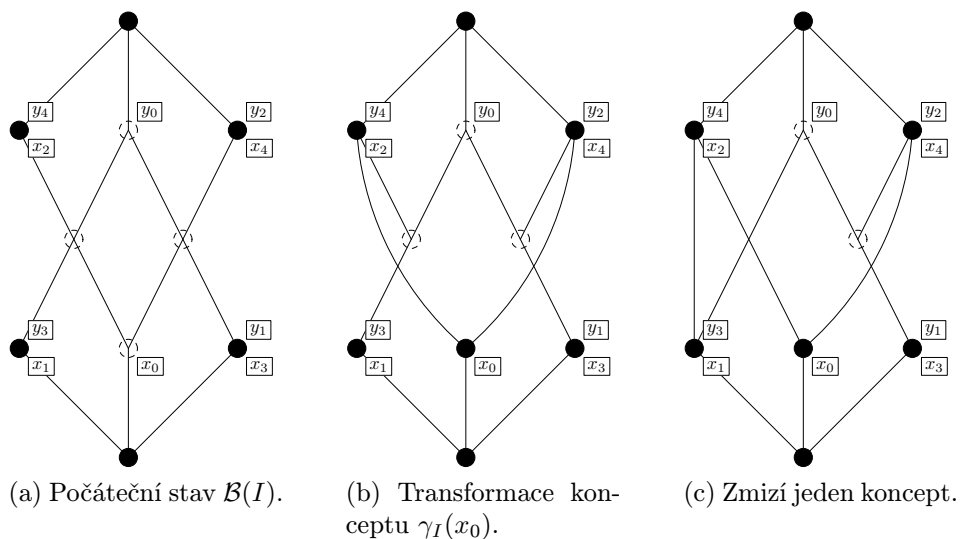 y₄ y₀ y₂
x₂ x₄
y₃ y₁
x₁ x₀ x₃
(a) Počáteční stav 𝓑(I).
y₄ y₀ y₂
x₂ x₄
y₃ y₁
x₁ x₀ x₃
(b) Transformace kon-
ceptu γ_I(x₀).
y₄ y₀ y₂
x₂ x₄
y₃ y₁
x₁ x₀ x₃
(c) Zmizí jeden koncept.